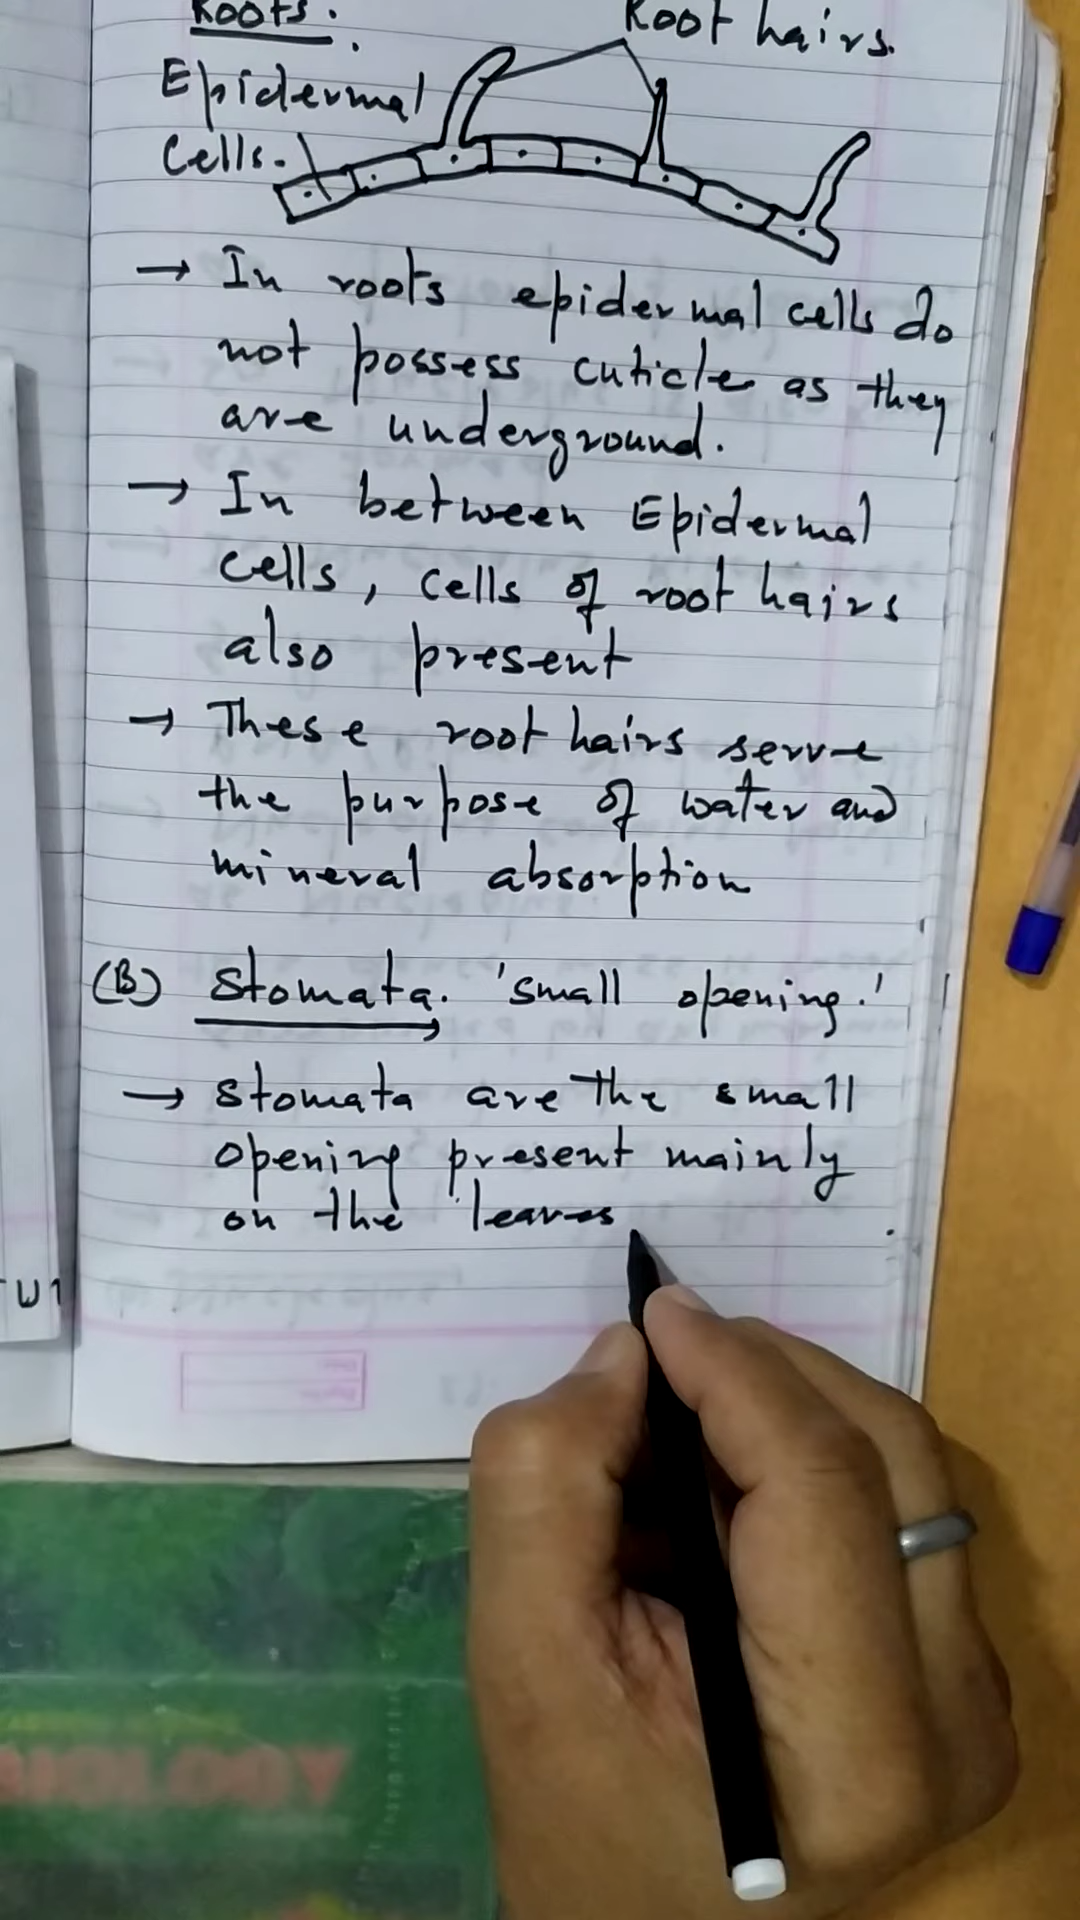 Roots.
Root hairs.
Epidermal
Cells.
→ In roots epidermal cells do
not possess cuticle as they
are underground.
→ In between Epidermal
cells, cells of root hairs
also present
→ These root hairs serve
the purpose of water and
mineral absorption
(B) Stomata. 'small opening.'
→ Stomata are the small
opening present mainly
on the leaves
BIOLOGY